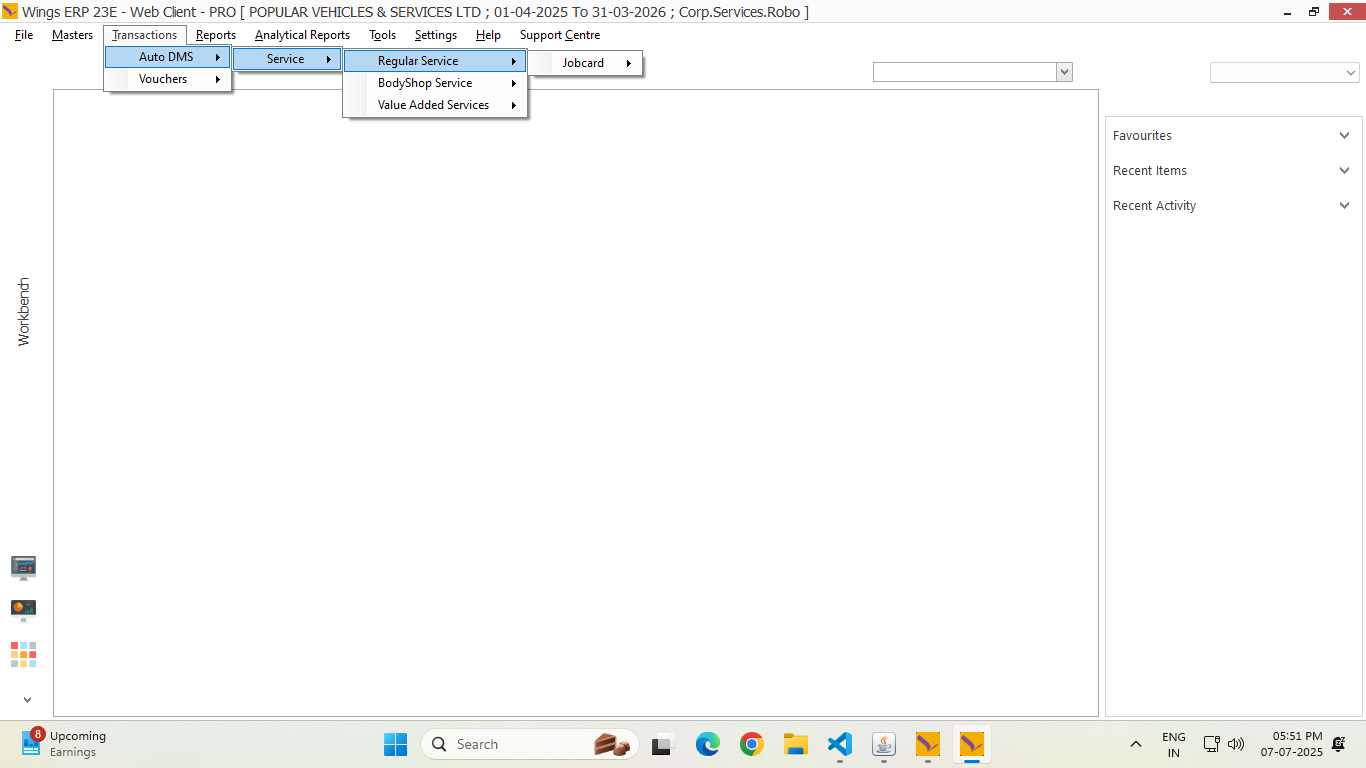 Wings ERP 23E - Web Client - PRO [ POPULAR VEHICLES & SERVICES LTD ; 01-04-2025 To 31-03-2026 ; Corp.Services.Robo ]
File Masters Transactions Reports Analytical Reports Tools Settings Help Support Centre
Auto DMS Service Regular Service Jobcard
Vouchers BodyShop Service
Value Added Services
Favourites
Recent Items
Recent Activity
Workbench
8 Upcoming
Earnings
Search
ENG
IN
05:51 PM
07-07-2025